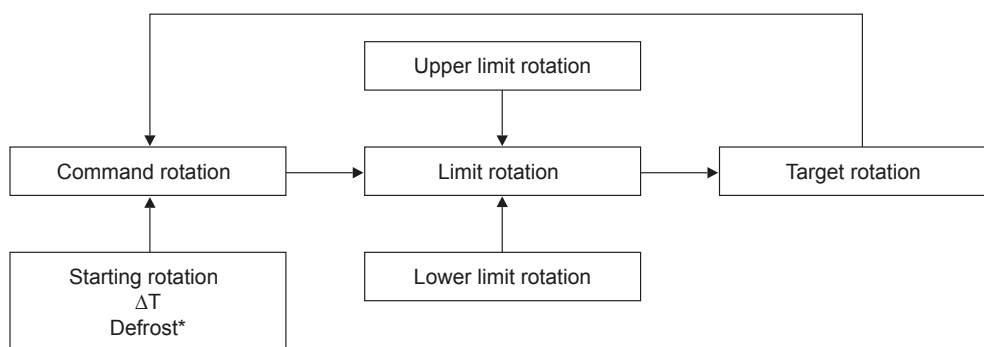 Upper limit rotation
Command rotation
Limit rotation
Target rotation
Starting rotation
ΔT
Defrost*
Lower limit rotation